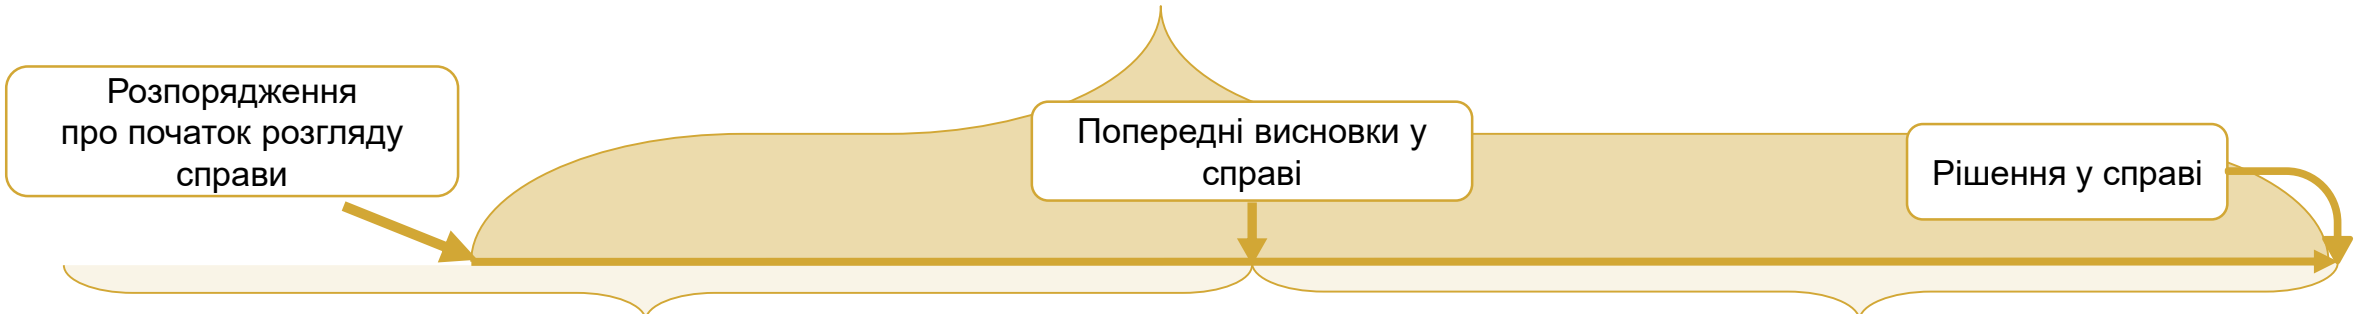 Розпорядження
про початок розгляду
справи
Попередні висновки у
справі
Рішення у справі